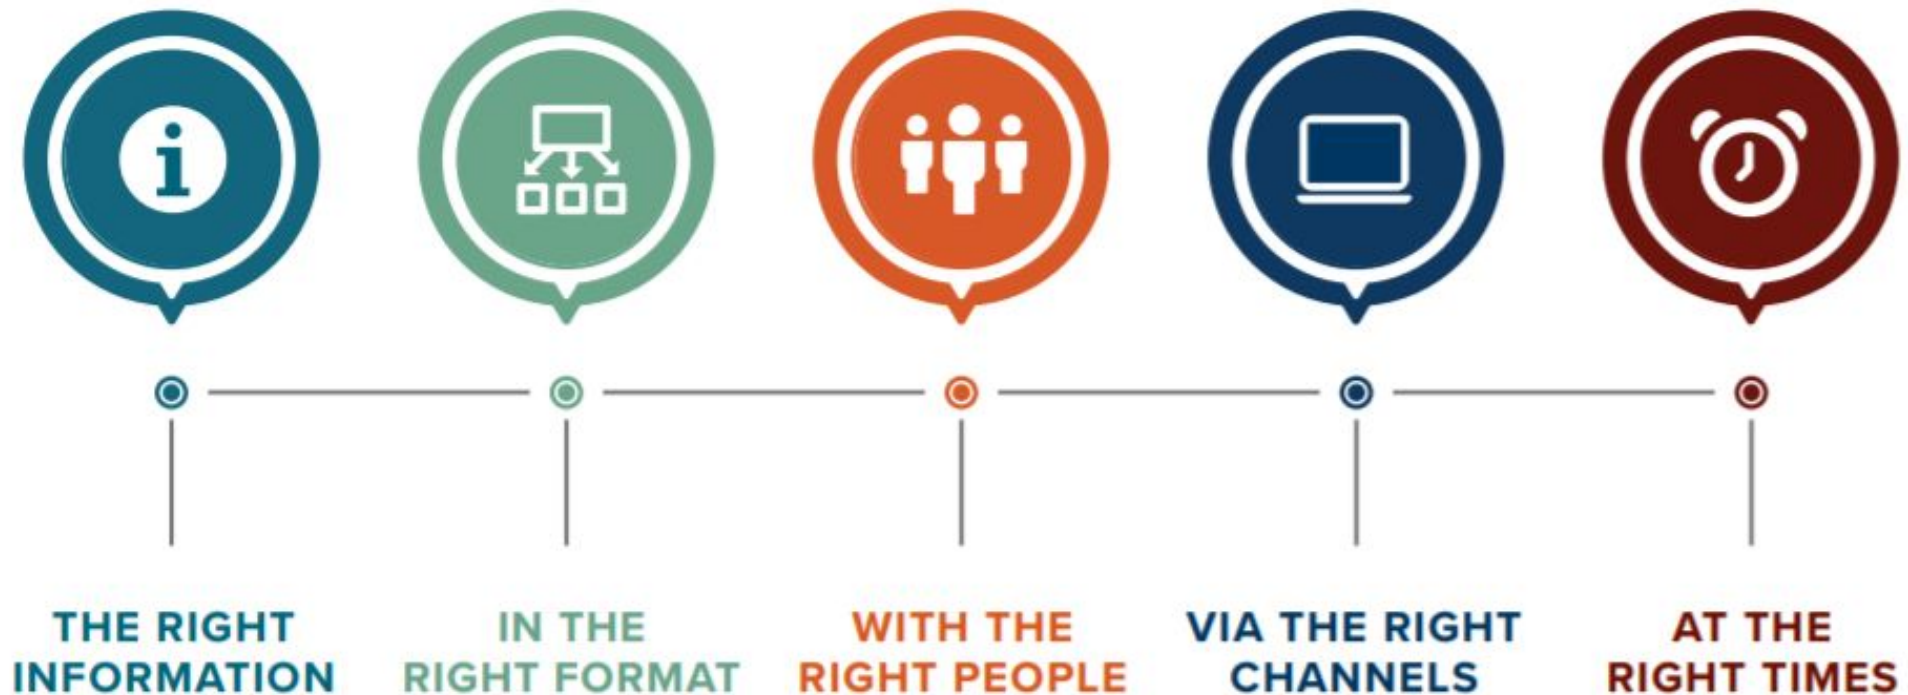 i
THE RIGHT
INFORMATION
IN THE
RIGHT FORMAT
WITH THE
RIGHT PEOPLE
VIA THE RIGHT
CHANNELS
AT THE
RIGHT TIMES